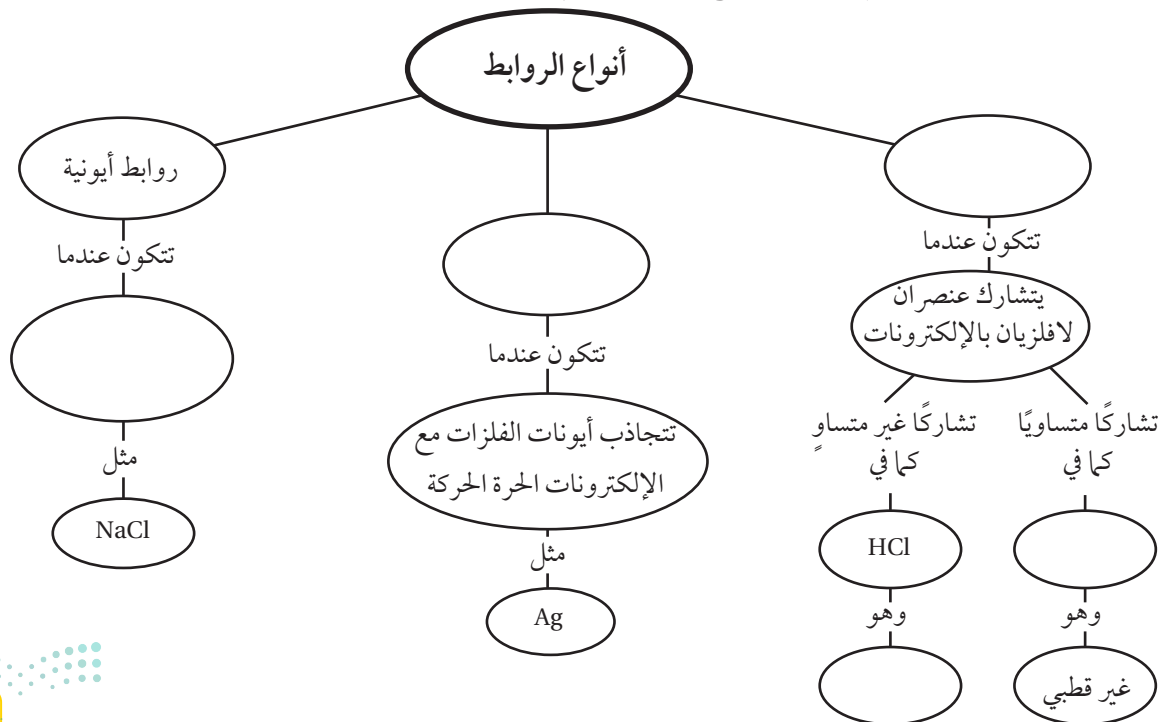 أنواع الروابط
روابط أيونية
تتكون عندما
يتشارك عنصران
لافلزيان بالإلكترونات
تشاركًا متساويًا
كما في
وهو
غير قطبي
تشاركًا غير متساوٍ
كما في
HCl
وهو
تتكون عندما
تتجاذب أيونات الفلزات مع
الإلكترونات الحرة الحركة
مثل
Ag
تتكون عندما
مثل
NaCl